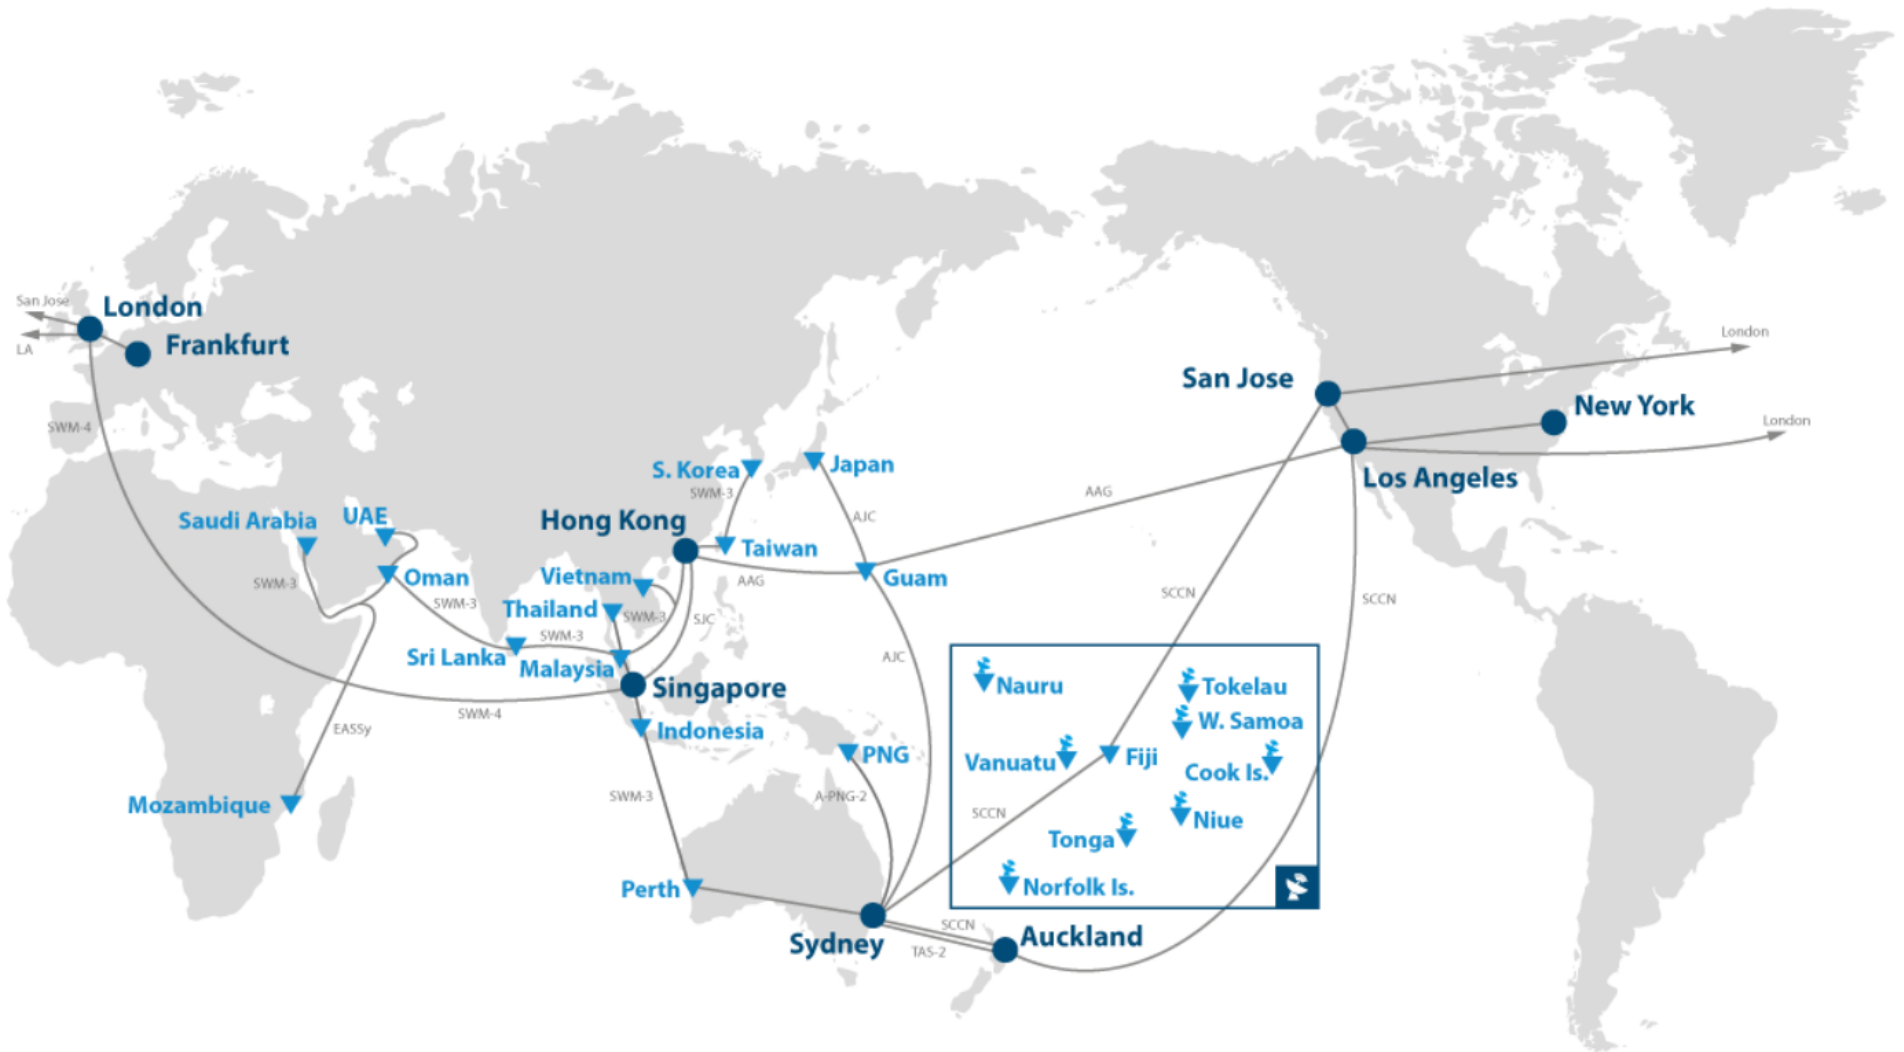 San Jose
London
Frankfurt
LA
SWM-4
London
San Jose
New York
London
Los Angeles
S. Korea
Japan
SWM-3
AAG
AJC
Saudi Arabia
UAE
Hong Kong
Taiwan
Oman
Vietnam
AAG
Guam
SWM-3
SWM-3
Thailand
SWM-3
SJC
SCCN
SCCN
SWM-3
Sri Lanka
Malaysia
AJC
Singapore
Nauru
Tokelau
SWM-4
W. Samoa
EASSy
Indonesia
PNG
Vanuatu
Fiji
Cook Is.
Mozambique
SWM-3
A-PNG-2
SCCN
Niue
Tonga
Perth
Norfolk Is.
Sydney
SCCN
Auckland
TAS-2